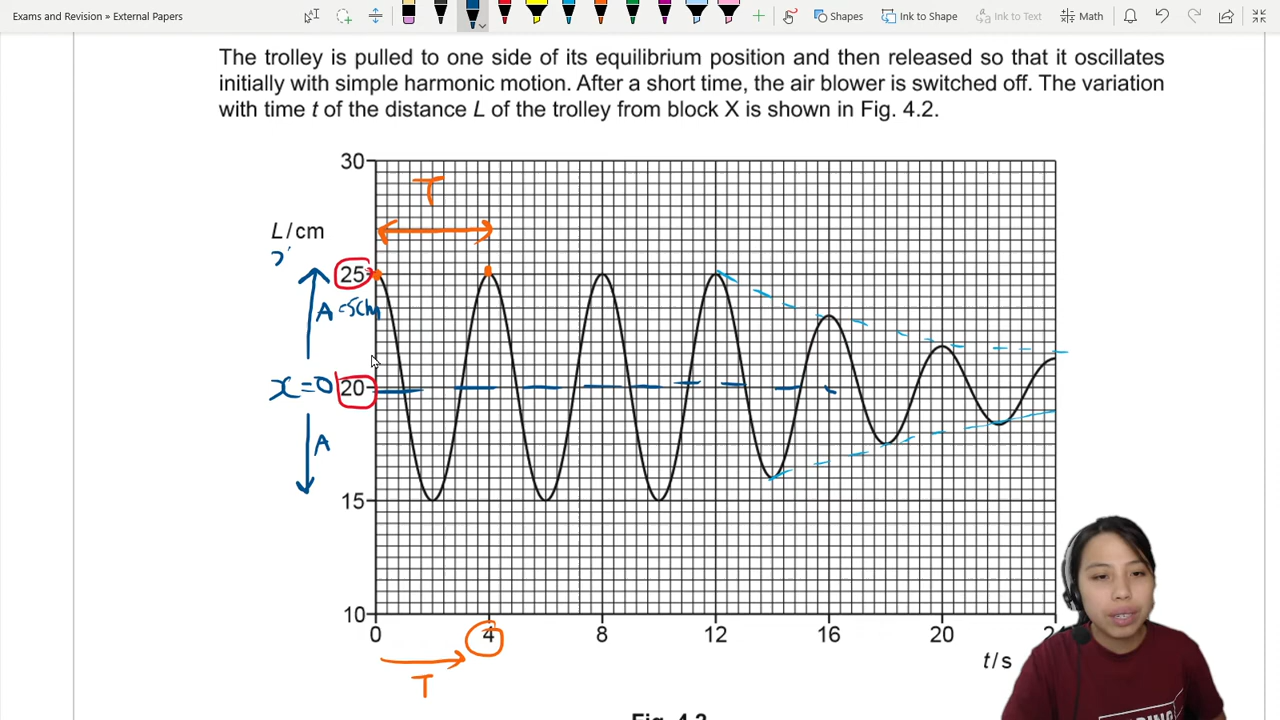 Exams and Revision » External Papers
Shapes
Ink to Shape
Ink to Text
Math
The trolley is pulled to one side of its equilibrium position and then released so that it oscillates
initially with simple harmonic motion. After a short time, the air blower is switched off. The variation
with time t of the distance L of the trolley from block X is shown in Fig. 4.2.
30
T
L/cm
25
A=5cm
x=0
20
A
15
10
0
4
8
12
16
20
t/s
T
Fig. 4.2